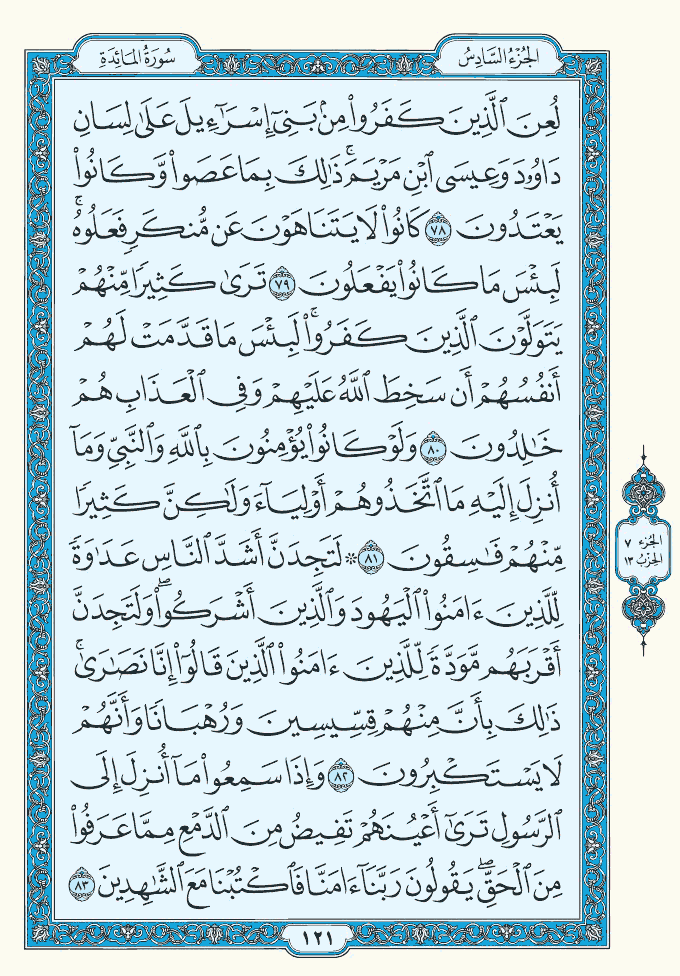 الجُزْءُ السَّادِسُ
سُورَةُ المَائِدَةِ
لُعِنَ ٱلَّذِينَ كَفَرُواْ مِنۢ بَنِيٓ إِسۡرَٰٓءِيلَ عَلَىٰ لِسَانِ
دَاوُۥدَ وَعِيسَى ٱبۡنِ مَرۡيَمَۚ ذَٰلِكَ بِمَا عَصَواْ وَّكَانُواْ
يَعۡتَدُونَ ٧٨ كَانُواْ لَا يَتَنَاهَوۡنَ عَن مُّنكَرٖ فَعَلُوهُۚ
لَبِئۡسَ مَا كَانُواْ يَفۡعَلُونَ ٧٩ تَرَىٰ كَثِيرٗا مِّنۡهُمۡ
يَتَوَلَّوۡنَ ٱلَّذِينَ كَفَرُواْۚ لَبِئۡسَ مَا قَدَّمَتۡ لَهُمۡ
أَنفُسُهُمۡ أَن سَخِطَ ٱللَّهُ عَلَيۡهِمۡ وَفِي ٱلۡعَذَابِ هُمۡ
خَٰلِدُونَ ٨٠ وَلَوۡ كَانُواْ يُؤۡمِنُونَ بِٱللَّهِ وَٱلنَّبِيِّ وَمَآ
أُنزِلَ إِلَيۡهِ مَا ٱتَّخَذُوهُمۡ أَوۡلِيَآءَ وَلَٰكِنَّ كَثِيرٗا
مِّنۡهُمۡ فَٰسِقُونَ ٨١ ۞ لَتَجِدَنَّ أَشَدَّ ٱلنَّاسِ عَدَٰوَةٗ
لِّلَّذِينَ ءَامَنُواْ ٱلۡيَهُودَ وَٱلَّذِينَ أَشۡرَكُواْۖ وَلَتَجِدَنَّ
أَقۡرَبَهُم مَّوَدَّةٗ لِّلَّذِينَ ءَامَنُواْ ٱلَّذِينَ قَالُوٓاْ إِنَّا نَصَٰرَىٰۚ
ذَٰلِكَ بِأَنَّ مِنۡهُمۡ قِسِّيسِينَ وَرُهۡبَانٗا وَأَنَّهُمۡ
لَا يَسۡتَكۡبِرُونَ ٨٢ وَإِذَا سَمِعُواْ مَآ أُنزِلَ إِلَى
ٱلرَّسُولِ تَرَىٰٓ أَعۡيُنَهُمۡ تَفِيضُ مِنَ ٱلدَّمۡعِ مِمَّا عَرَفُواْ
مِنَ ٱلۡحَقِّۖ يَقُولُونَ رَبَّنَآ ءَامَنَّا فَٱكۡتُبۡنَا مَعَ ٱلشَّٰهِدِينَ ٨٣
الجزء ٧
الحزب ١٣
١٢١